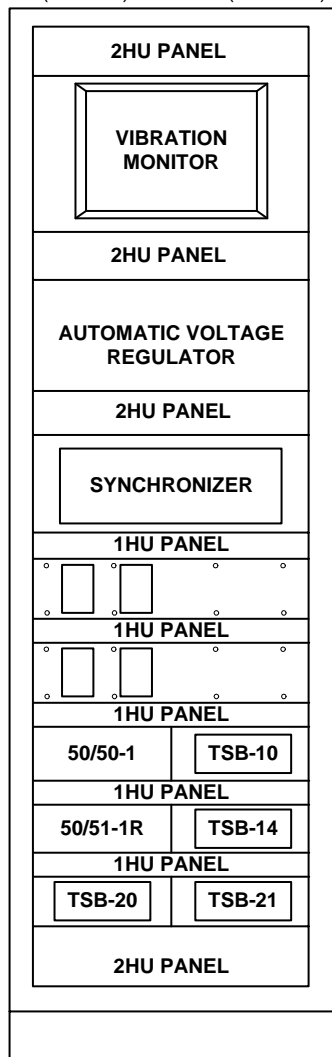 2HU PANEL
VIBRATION
MONITOR
2HU PANEL
AUTOMATIC VOLTAGE
REGULATOR
2HU PANEL
SYNCHRONIZER
1HU PANEL
1HU PANEL
1HU PANEL
50/50-1 TSB-10
1HU PANEL
50/51-1R TSB-14
1HU PANEL
TSB-20 TSB-21
2HU PANEL